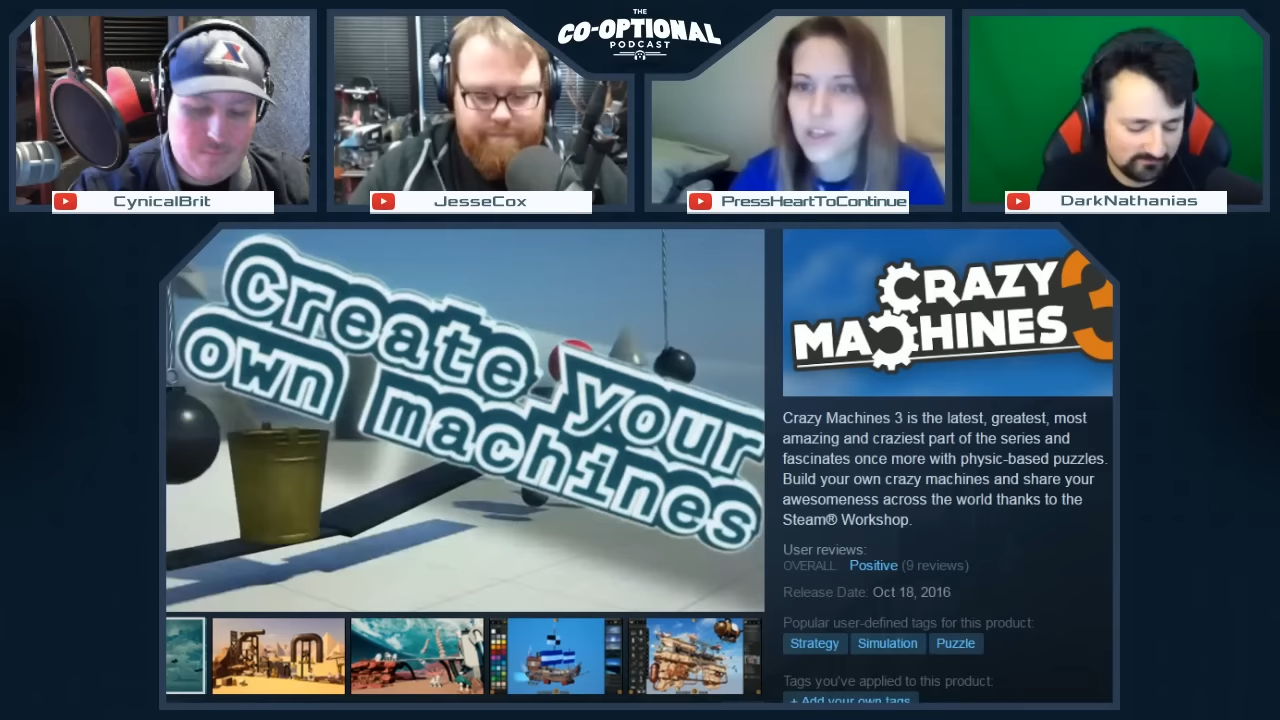 THE
CO-OPTIONAL
PODCAST
CynicalBrit
JesseCox
PressHeartToContinue
DarkNathanias
Create your
own machines
CRAZY
MACHINES 3
Crazy Machines 3 is the latest, greatest, most
amazing and craziest part of the series and
fascinates once more with physic-based puzzles.
Build your own crazy machines and share your
awesomeness across the world thanks to the
Steam® Workshop.
User reviews:
OVERALL Positive (9 reviews)
Release Date: Oct 18, 2016
Popular user-defined tags for this product:
Strategy Simulation Puzzle
Tags you've applied to this product:
+ Add your own tags